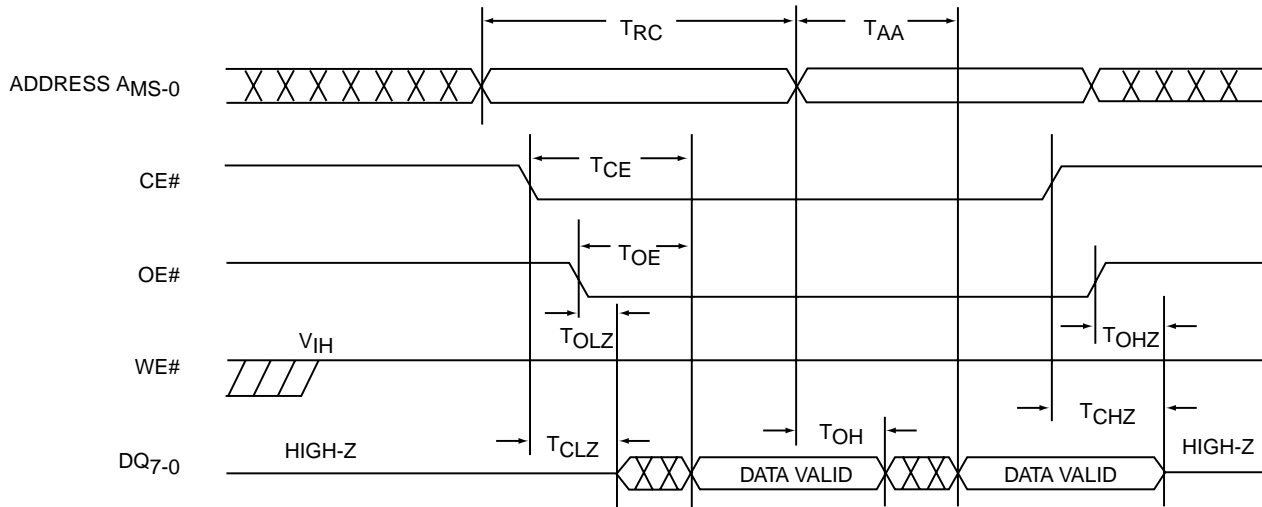 TRC TAA
ADDRESS AMS-0
TCE
CE#
TOE
OE#
TOLZ TOHZ
VIH
WE#
TCHZ
TCLZ TOH
HIGH-Z HIGH-Z
DQ7-0 DATA VALID DATA VALID